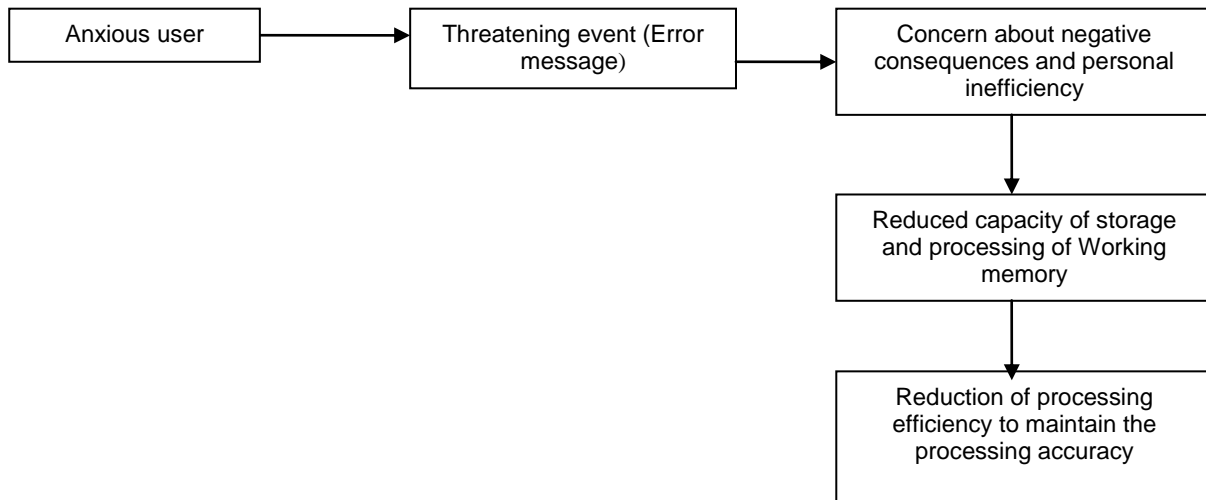 Anxious user
Threatening event (Error
message)
Concern about negative
consequences and personal
inefficiency
Reduced capacity of storage
and processing of Working
memory
Reduction of processing
efficiency to maintain the
processing accuracy